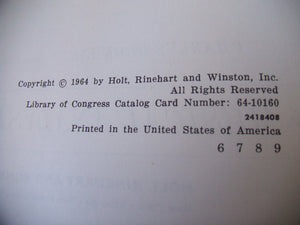 Copyright © 1964 by Holt, Rinehart and Winston, Inc.
All Rights Reserved
Library of Congress Catalog Card Number: 64-10160
2418408
Printed in the United States of America
6 7 8 9